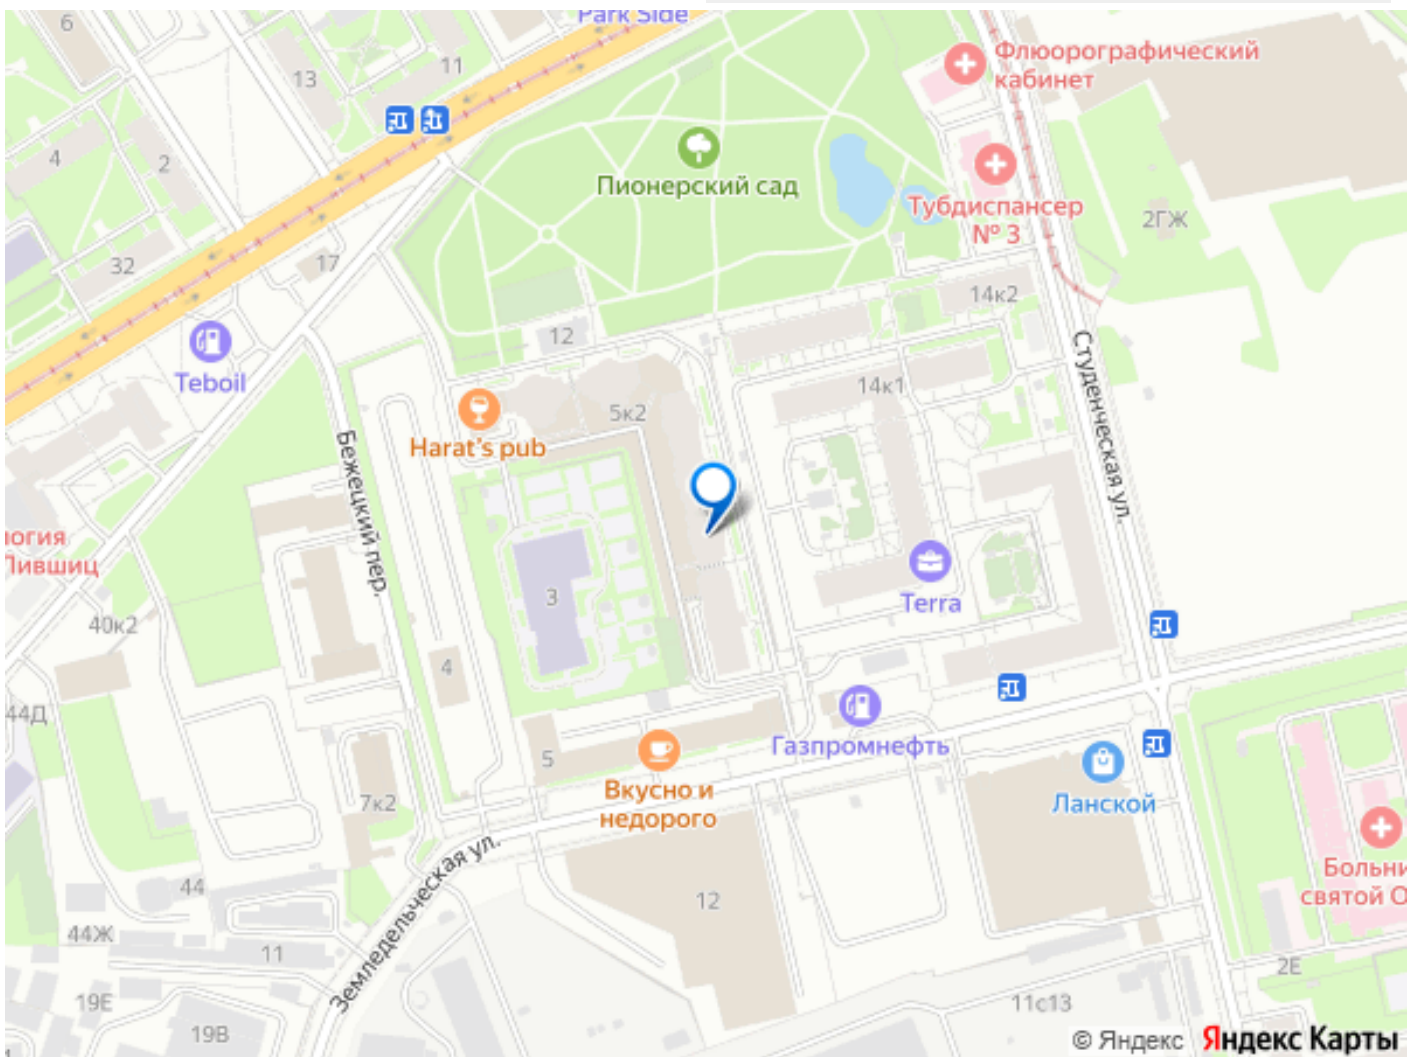 Park Side
6
13
11
Флюорографический
кабинет
4
2
Пионерский сад
Тубдиспансер
№ 3
2ГЖ
32
17
14к2
12
Teboil
14к1
5к2
Harat's pub
Студенческая ул.
Бежецкий пер.
логия
Лившиц
3
Terra
40к2
4
44Д
Газпромнефть
5
Вкусно и
недорого
Ланской
7к2
Земледельческая ул.
44
12
Больни
святой О
44Ж
11
2Е
19Е
11с13
19В
© Яндекс Яндекс Карты